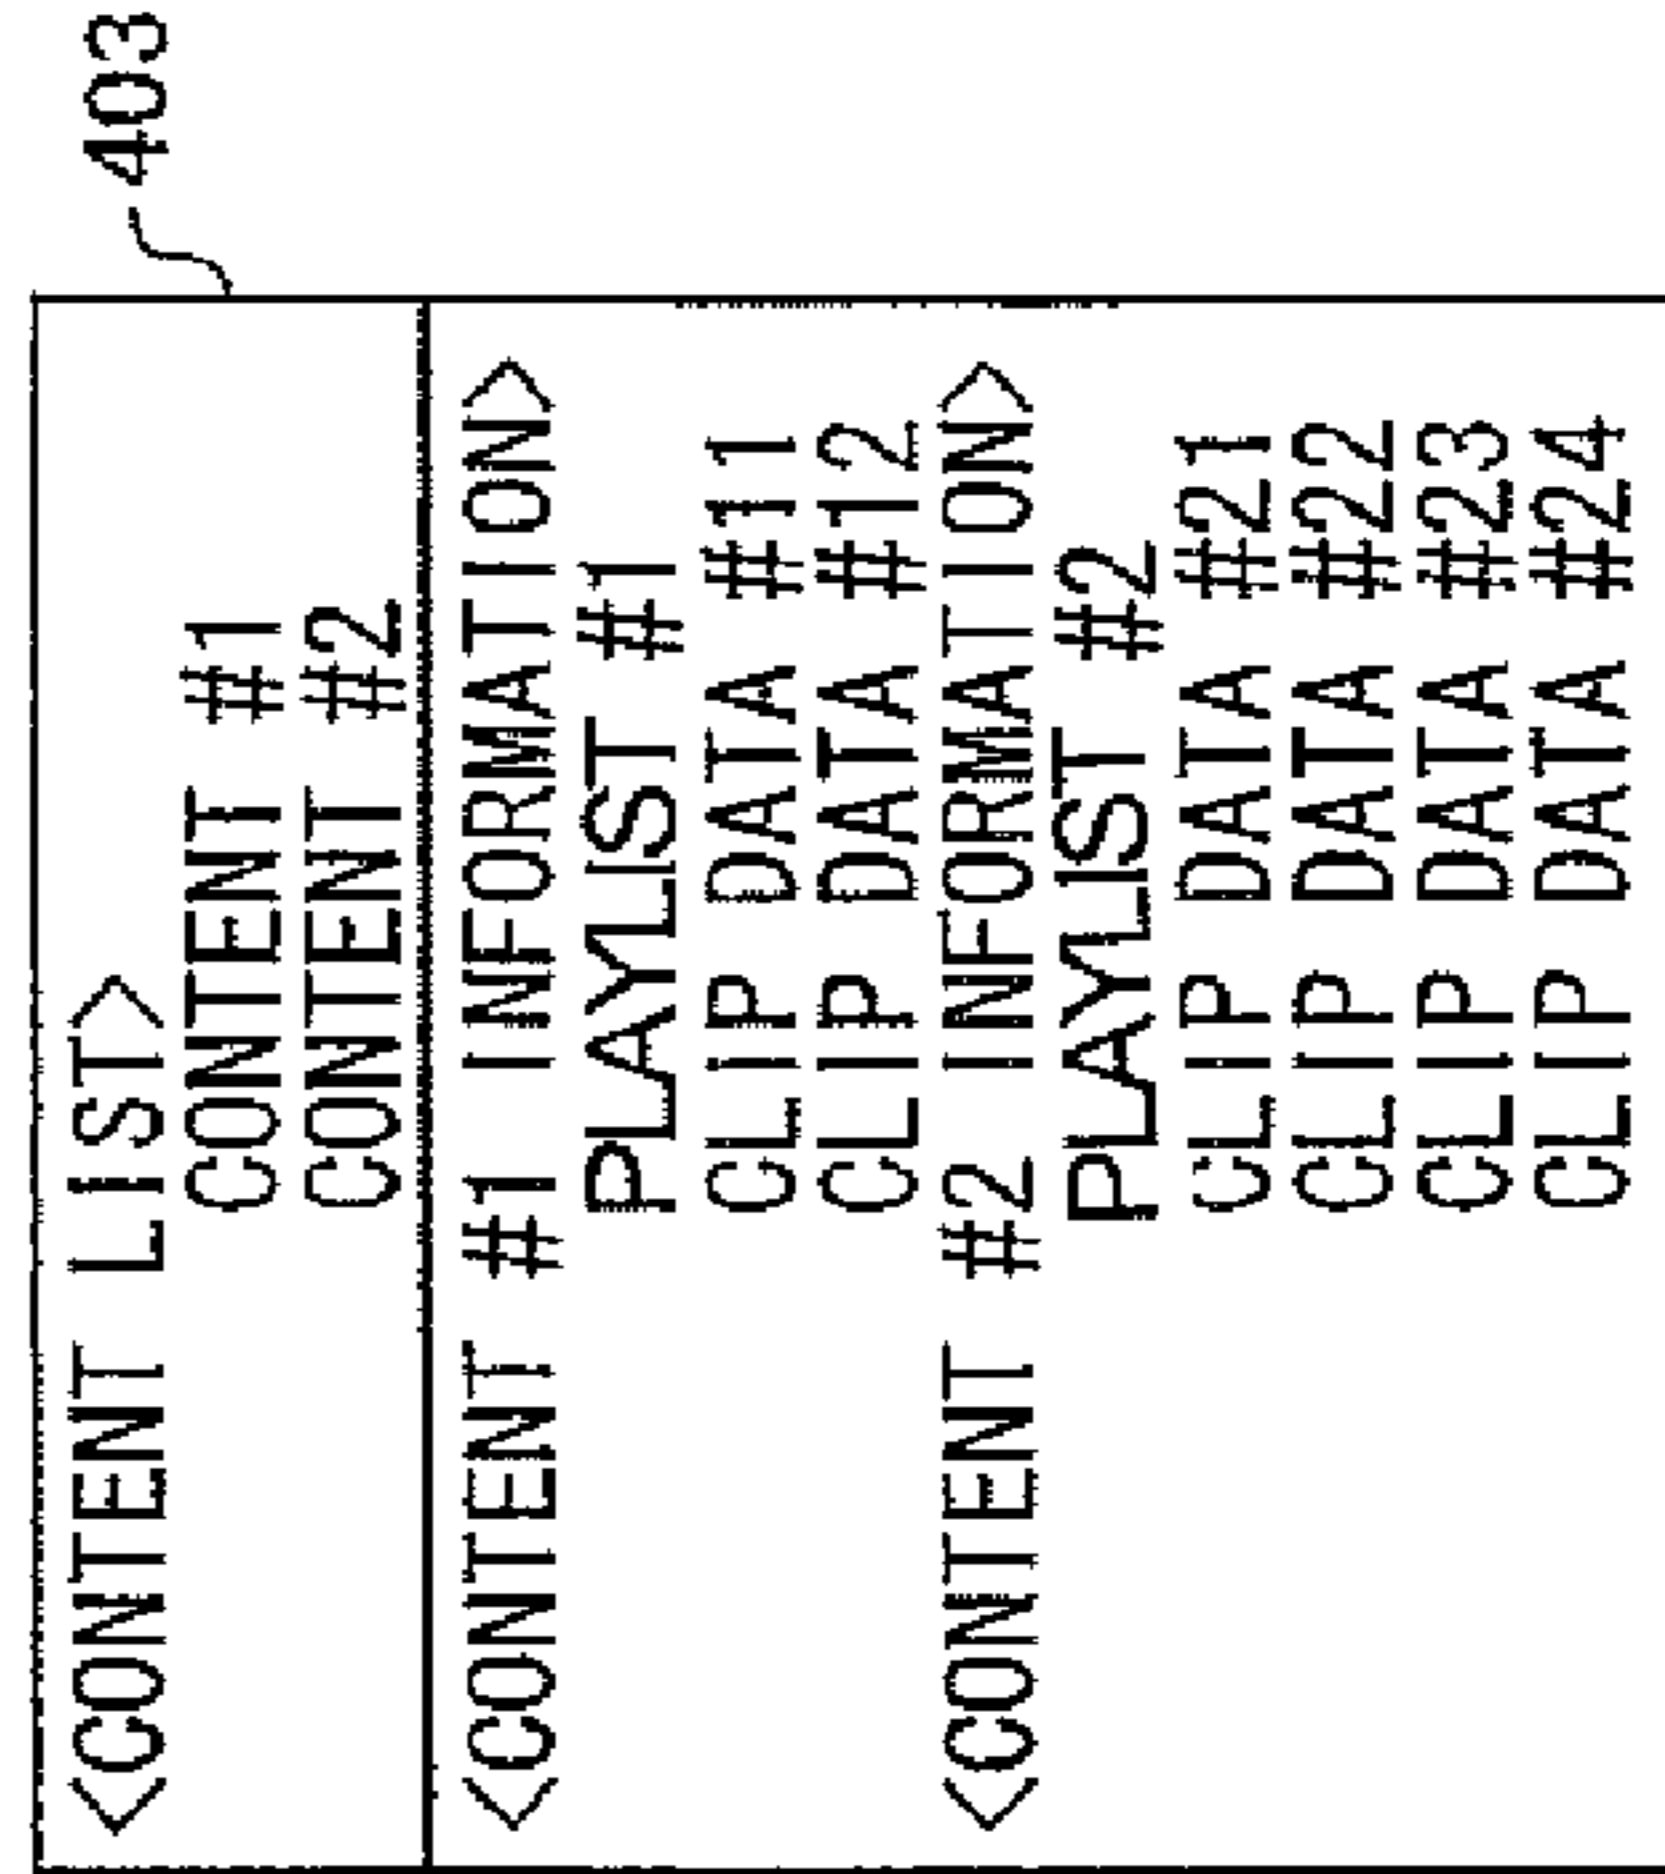 403
<CONTENT LIST>
CONTENT #1
CONTENT #2
<CONTENT #1 INFORMATION>
PLAYLIST #1
CLIP DATA #11
CLIP DATA #12
<CONTENT #2 INFORMATION>
PLAYLIST #2
CLIP DATA #21
CLIP DATA #22
CLIP DATA #23
CLIP DATA #24